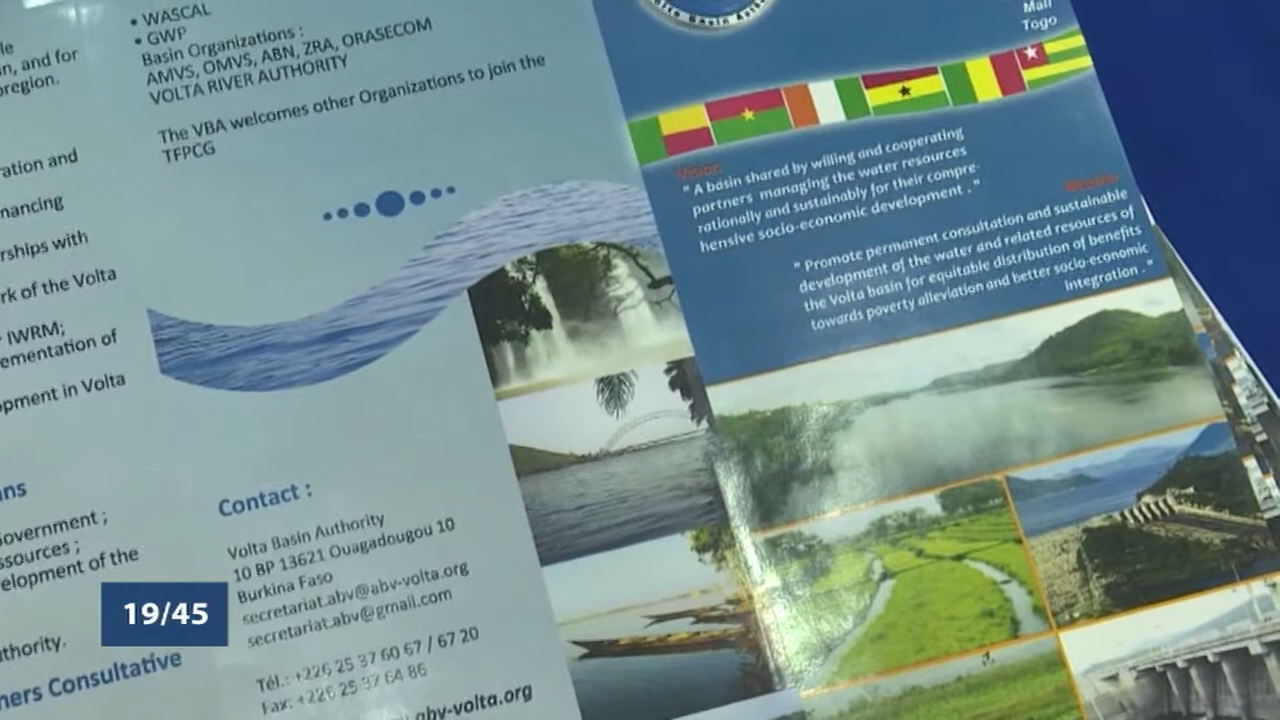 le
n, and for
oregion.
ration and
nancing
rships with
rk of the Volta
IWRM;
ementation of
opment in Volta
ns
Government ;
ssources ;
elopment of the
thority.
ners Consultative
• WASCAL
• GWP
Basin Organizations :
AMVS, OMVS, ABN, ZRA, ORASECOM
VOLTA RIVER AUTHORITY
The VBA welcomes other Organizations to join the
TFPCG
Contact :
Volta Basin Authority
10 BP 13621 Ouagadougou 10
Burkina Faso
secretariat.abv@abv-volta.org
secretariat.abv@gmail.com
Tél.: +226 25 37 60 67 / 67 20
Fax: +226 25 37 64 86
abv-volta.org
Basin
Mali
Togo
Vision
" A basin shared by willing and cooperating
partners managing the water resources
rationally and sustainably for their compre-
hensive socio-economic development . "
" Promote permanent consultation and sustainable
development of the water and related resources of
the Volta basin for equitable distribution of benefits
towards poverty alleviation and better socio-economic
Integration . "
19/45